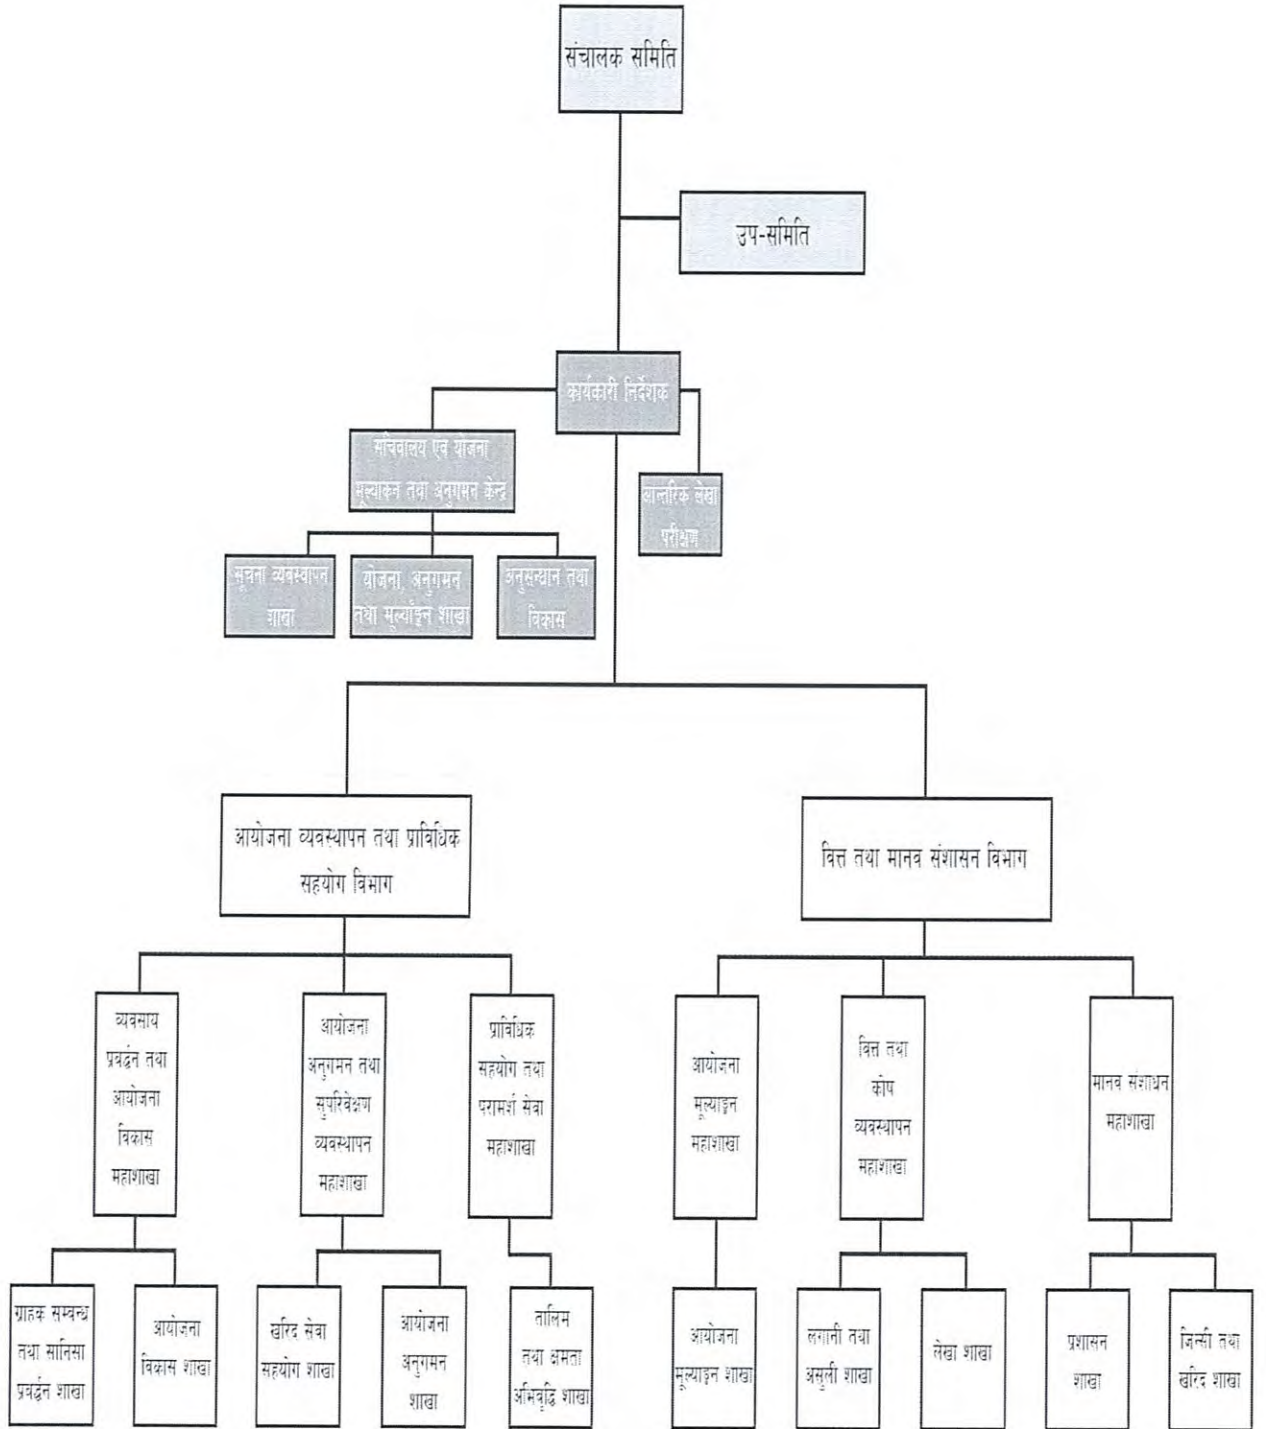 संचालक समिति
उप-समिति
कार्यकारी निर्देशक
सचिवालय एवं योजना
मूल्यांकन तथा अनुगमन केन्द्र
आन्तरिक लेखा
परीक्षण
सूचना व्यवस्थापन
शाखा
योजना, अनुगमन
तथा मूल्याँङ्कन शाखा
अनुसन्धान तथा
विकास
आयोजना व्यवस्थापन तथा प्राविधिक
सहयोग विभाग
वित्त तथा मानव संशासन विभाग
व्यवसाय
प्रबर्द्धन तथा
आयोजना
विकास
महाशाखा
आयोजना
अनुगमन तथा
सुपरिवेक्षण
व्यवस्थापन
महाशाखा
प्राविधिक
सहयोग तथा
परामर्श सेवा
महाशाखा
आयोजना
मूल्याङ्कन
महाशाखा
वित्त तथा
कोष
व्यवस्थापन
महाशाखा
मानव संशाधन
महाशाखा
ग्राहक सम्बन्ध
तथा सानिसा
प्रबर्द्धन शाखा
आयोजना
विकास शाखा
खरिद सेवा
सहयोग शाखा
आयोजना
अनुगमन
शाखा
तालिम
तथा क्षमता
अभिवृद्धि शाखा
आयोजना
मूल्याङ्कन शाखा
लगानी तथा
असुली शाखा
लेखा शाखा
प्रशासन
शाखा
जिन्सी तथा
खरिद शाखा